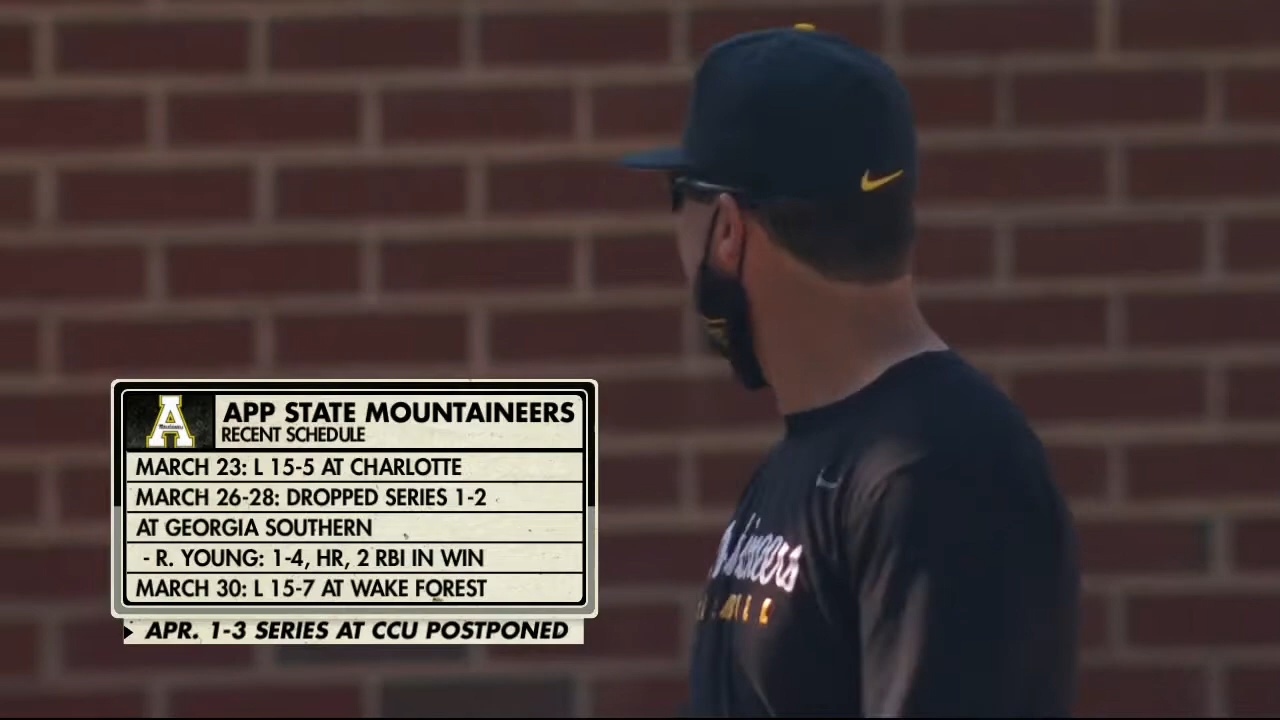 APP STATE MOUNTAINEERS
RECENT SCHEDULE
MARCH 23: L 15-5 AT CHARLOTTE
MARCH 26-28: DROPPED SERIES 1-2
AT GEORGIA SOUTHERN
- R. YOUNG: 1-4, HR, 2 RBI IN WIN
MARCH 30: L 15-7 AT WAKE FOREST
APR. 1-3 SERIES AT CCU POSTPONED